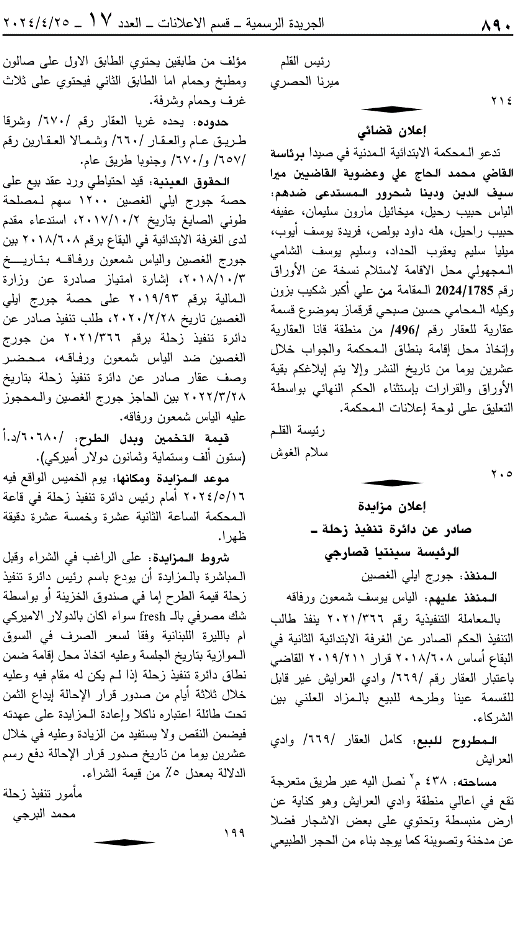 ٨٩٠
الجريدة الرسمية ــ قسم الاعلانات ــ العدد ١٧ ــ ٢٠٢٤/٤/٢٥
رئيس القلم
ميرنا الحصري
٢١٤
إعلان قضائي
تدعو المحكمة الابتدائية المدنية في صيدا برئاسة
القاضي محمد الحاج علي وعضوية القاضيين ميرا
سيف الدين ودينا شحرور المستدعى ضدهم:
الياس حبيب رحيل، ميخائيل مارون سليمان، عفيفه
حبيب راحيل، هله داود بولص، فريدة يوسف أيوب،
ميليا سليم يعقوب الحداد، وسليم يوسف الشامي
المجهولي محل الاقامة لاستلام نسخة عن الأوراق
رقم 2024/1785 المقامة من علي أكبر شكيب بزون
وكيله المحامي حسين صبحي قرقماز بموضوع قسمة
عقارية للعقار رقم /496/ من منطقة قانا العقارية
وإتخاذ محل إقامة بنطاق المحكمة والجواب خلال
عشرين يوما من تاريخ النشر وإلا يتم إبلاغكم بقية
الأوراق والقرارات بإستثناء الحكم النهائي بواسطة
التعليق على لوحة إعلانات المحكمة.
رئيسة القلم
سلام الغوش
٢٠٥
إعلان مزايدة
صادر عن دائرة تنفيذ زحلة ــ
الرئيسة سينتيا قصارجي
المنفذ: جورج ايلي الغصين
المنفذ عليهم: الياس يوسف شمعون ورفاقه
بالمعاملة التنفيذية رقم ٢٠٢١/٣٦٦ ينفذ طالب
التنفيذ الحكم الصادر عن الغرفة الابتدائية الثانية في
البقاع أساس ٢٠١٨/٦٠٨ قرار ٢٠١٩/٢١١ القاضي
باعتبار العقار رقم /٦٦٩/ وادي العرايش غير قابل
للقسمة عينا وطرحه للبيع بالمزاد العلني بين
الشركاء.
المطروح للبيع: كامل العقار /٦٦٩/ وادي
العرايش
مساحته: ٤٣٨ م٢ نصل اليه عبر طريق متعرجة
تقع في اعالي منطقة وادي العرايش وهو كناية عن
ارض منبسطة وتحتوي على بعض الاشجار فضلا
عن مدخنة وتصوينة كما يوجد بناء من الحجر الطبيعي
مؤلف من طابقين يحتوي الطابق الاول على صالون
ومطبخ وحمام اما الطابق الثاني فيحتوي على ثلاث
غرف وحمام وشرفة.
حدوده: يحده غربا العقار رقم /٦٧٠/ وشرقا
طريق عام والعقار /٦٦٠/ وشمالا العقارين رقم
/٦٥٧/ و/٦٧٠/ وجنوبا طريق عام.
الحقوق العينية: قيد احتياطي ورد عقد بيع على
حصة جورج ايلي الغصين ١٢٠٠ سهم لمصلحة
طوني الصايغ بتاريخ ٢٠١٧/١٠/٢، استدعاء مقدم
لدى الغرفة الابتدائية في البقاع برقم ٢٠١٨/٦٠٨ بين
جورج الغصين والياس شمعون ورفاقه بتاريخ
٢٠١٨/١٠/٣، إشارة امتياز صادرة عن وزارة
المالية برقم ٢٠١٩/٩٣ على حصة جورج ايلي
الغصين تاريخ ٢٠٢٠/٢/٢٨، طلب تنفيذ صادر عن
دائرة تنفيذ زحلة برقم ٢٠٢١/٣٦٦ من جورج
الغصين ضد الياس شمعون ورفاقه، محضر
وصف عقار صادر عن دائرة تنفيذ زحلة بتاريخ
٢٠٢٢/٣/٢٨ بين الحاجز جورج الغصين والمحجوز
عليه الياس شمعون ورفاقه.
قيمة التخمين وبدل الطرح: /٦٠٦٨٠/د.أ
(ستون ألف وستماية وثمانون دولار أميركي).
موعد المزايدة ومكانها: يوم الخميس الواقع فيه
٢٠٢٤/٥/١٦ أمام رئيس دائرة تنفيذ زحلة في قاعة
المحكمة الساعة الثانية عشرة وخمسة عشرة دقيقة
ظهرا.
شروط المزايدة: على الراغب في الشراء وقبل
المباشرة بالمزايدة أن يودع باسم رئيس دائرة تنفيذ
زحلة قيمة الطرح إما في صندوق الخزينة أو بواسطة
شك مصرفي بالـ fresh سواء اكان بالدولار الاميركي
ام بالليرة اللبنانية وفقا لسعر الصرف في السوق
الموازية بتاريخ الجلسة وعليه اتخاذ محل إقامة ضمن
نطاق دائرة تنفيذ زحلة إذا لم يكن له مقام فيه وعليه
خلال ثلاثة أيام من صدور قرار الإحالة إيداع الثمن
تحت طائلة اعتباره ناكلا وإعادة المزايدة على عهدته
فيضمن النقص ولا يستفيد من الزيادة وعليه في خلال
عشرين يوما من تاريخ صدور قرار الإحالة دفع رسم
الدلالة بمعدل ٥٪ من قيمة الشراء.
مأمور تنفيذ زحلة
محمد البرجي
١٩٩